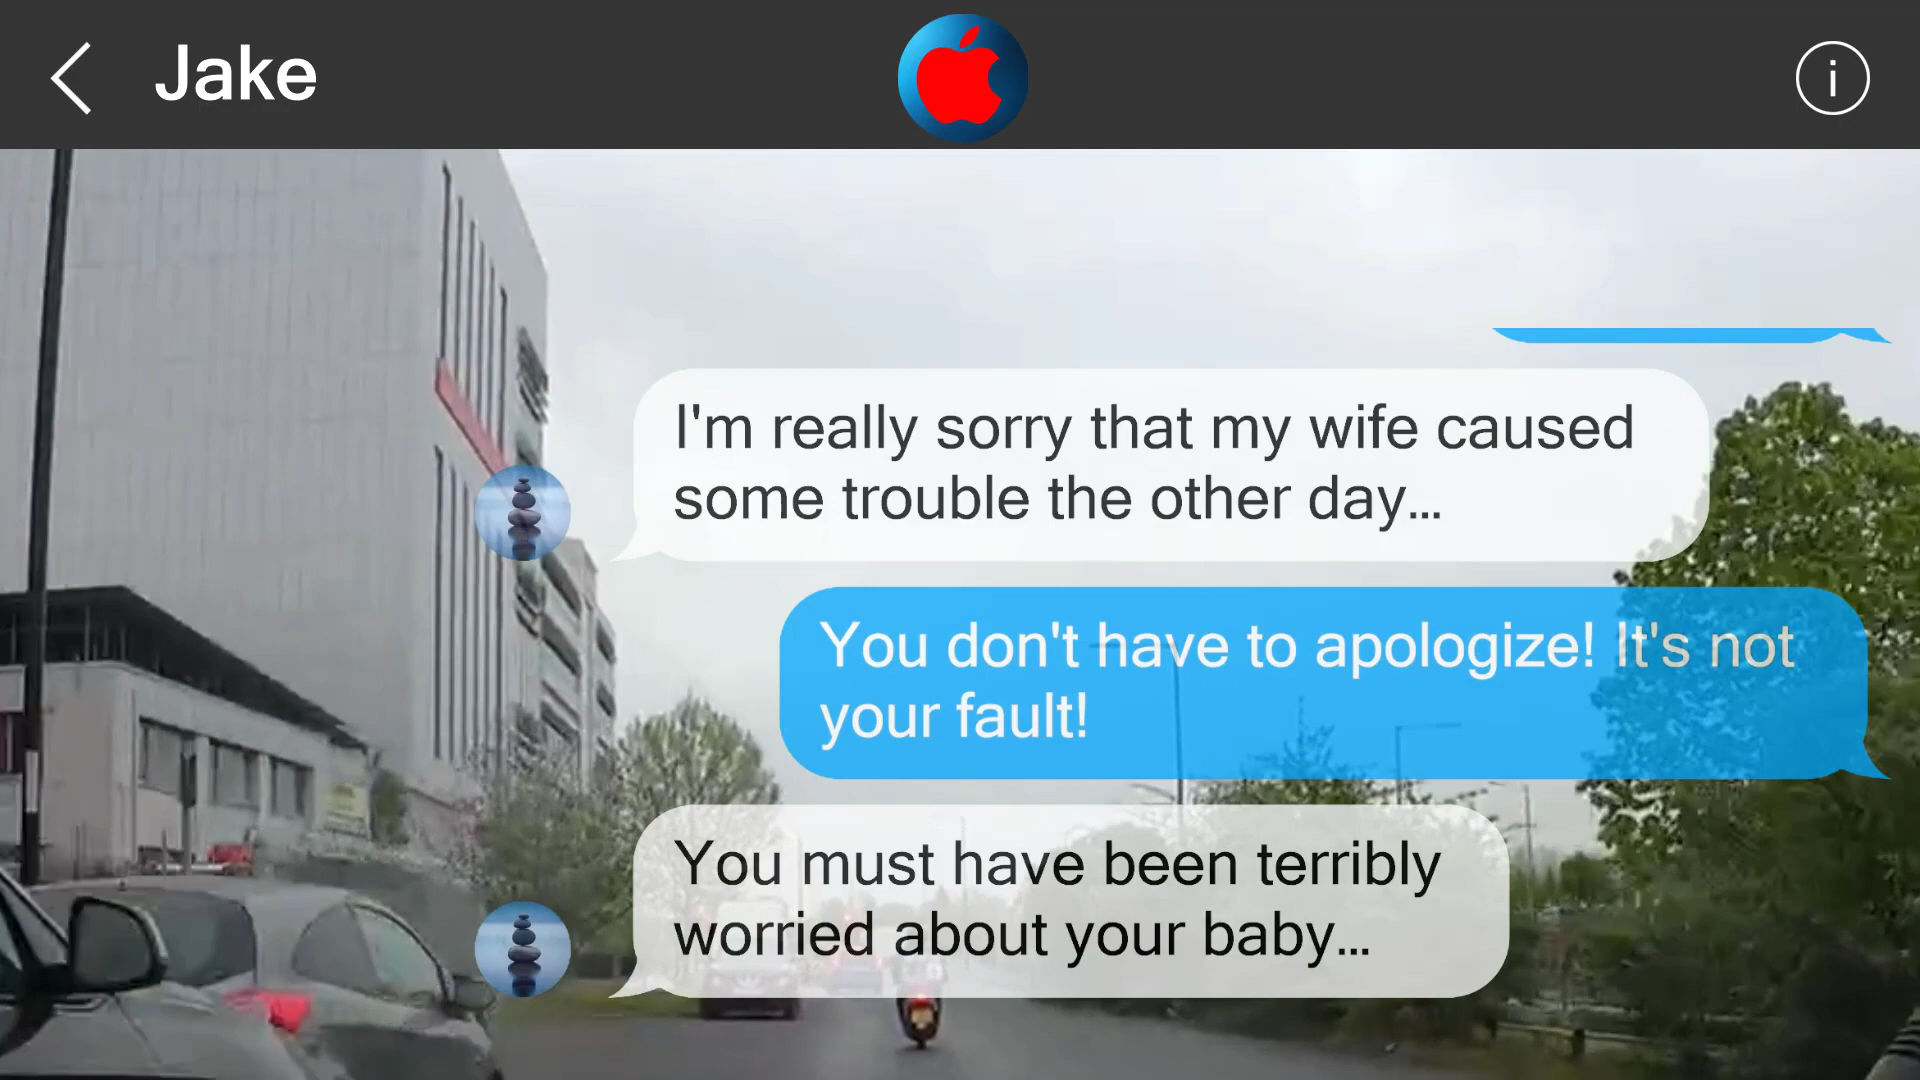 Jake
i
I'm really sorry that my wife caused
some trouble the other day...
You don't have to apologize! It's not
your fault!
You must have been terribly
worried about your baby...